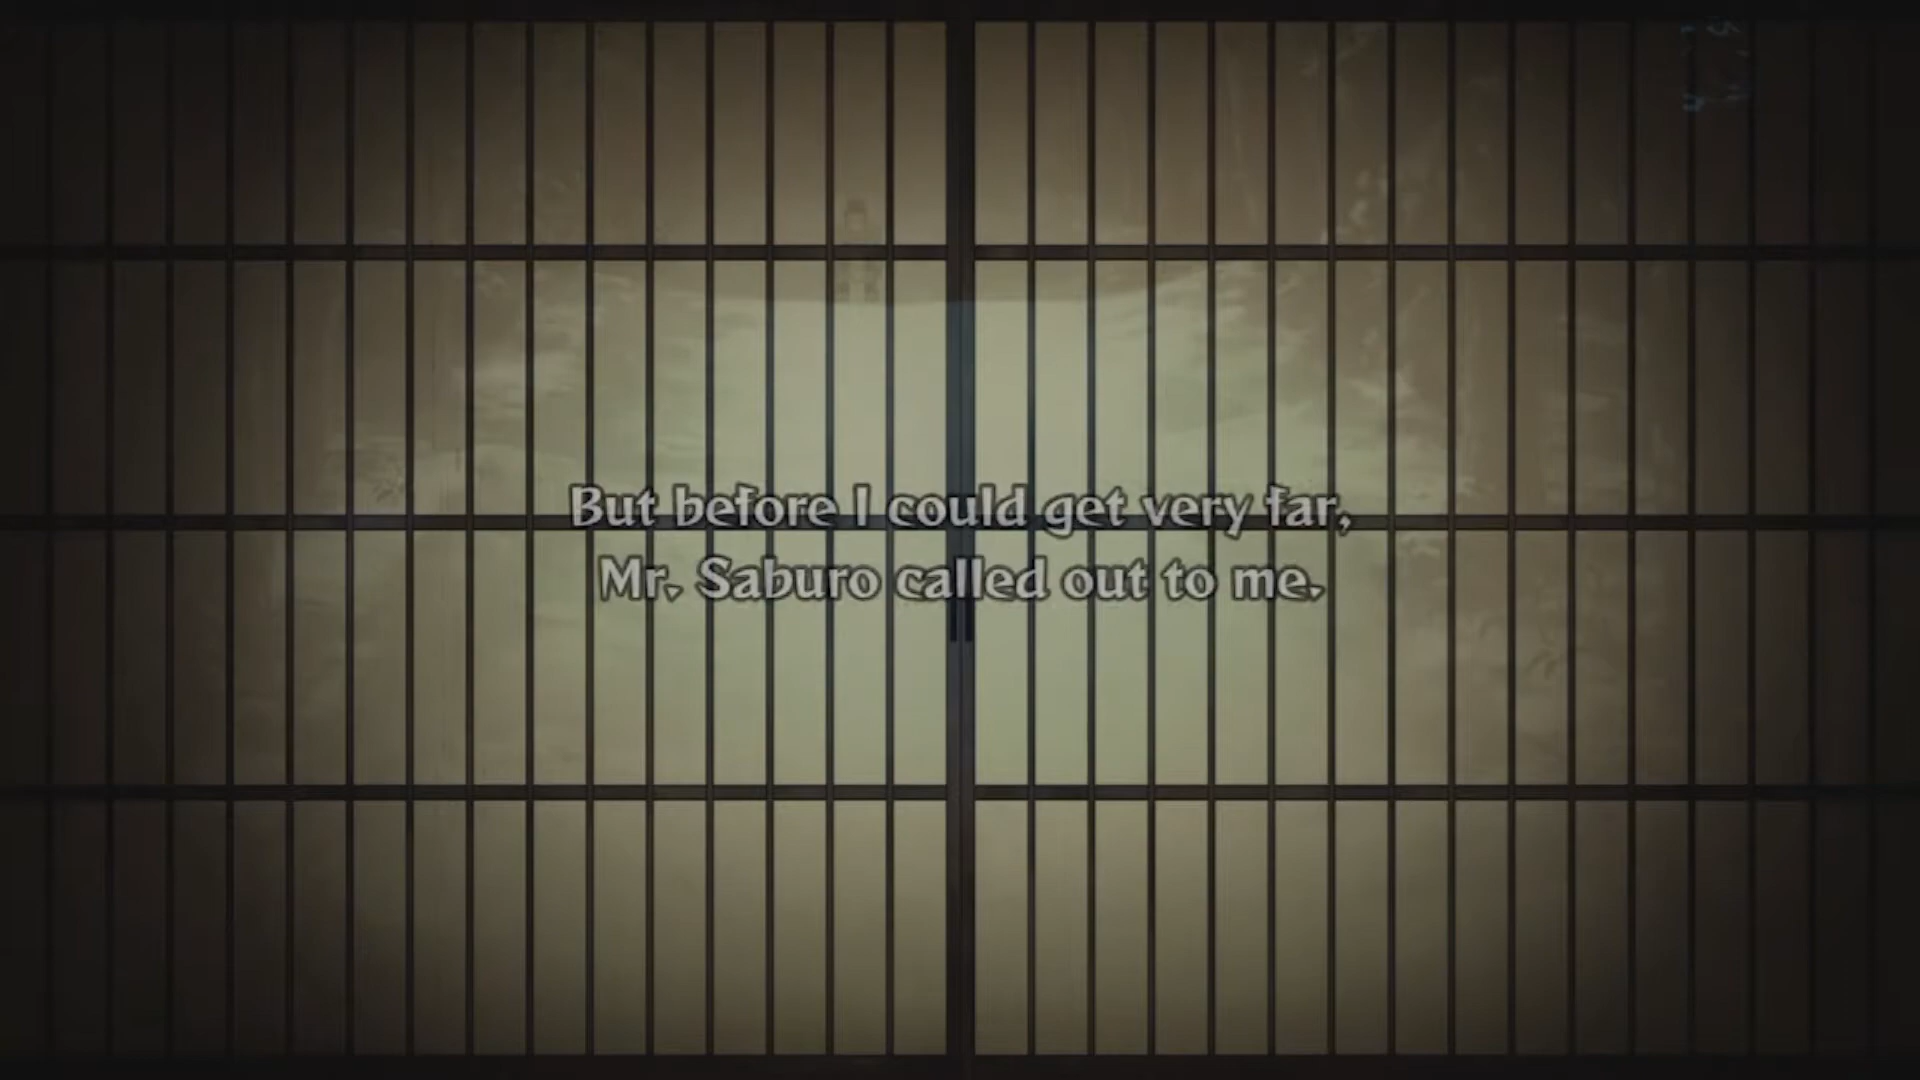 But before I could get very far,
Mr. Saburo called out to me.